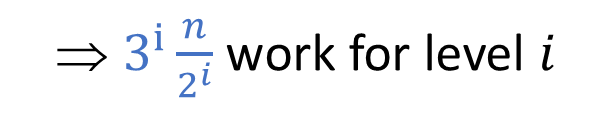 ⟹ 3^i n/2^i work for level i